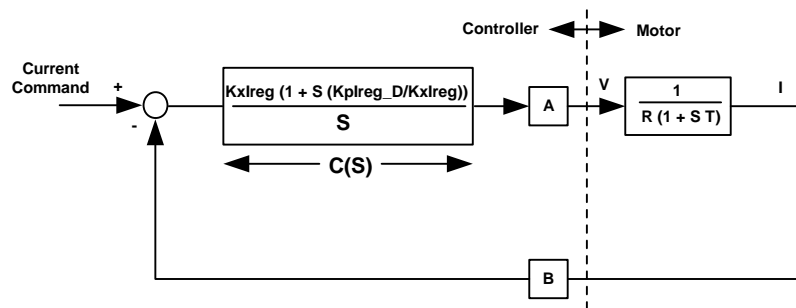 Controller
Motor
Current
Command
+
-
KxIreg (1 + S (KpIreg_D/KxIreg))
S
C(S)
A
V
1
R (1 + S T)
I
B